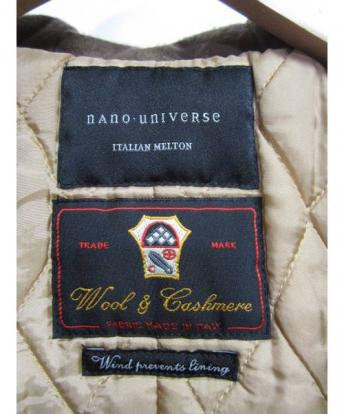 nano·universe
ITALIAN MELTON
TRADE MARK
Wool & Cashmere
FABRIC MADE IN ITALY
Wind prevents lining